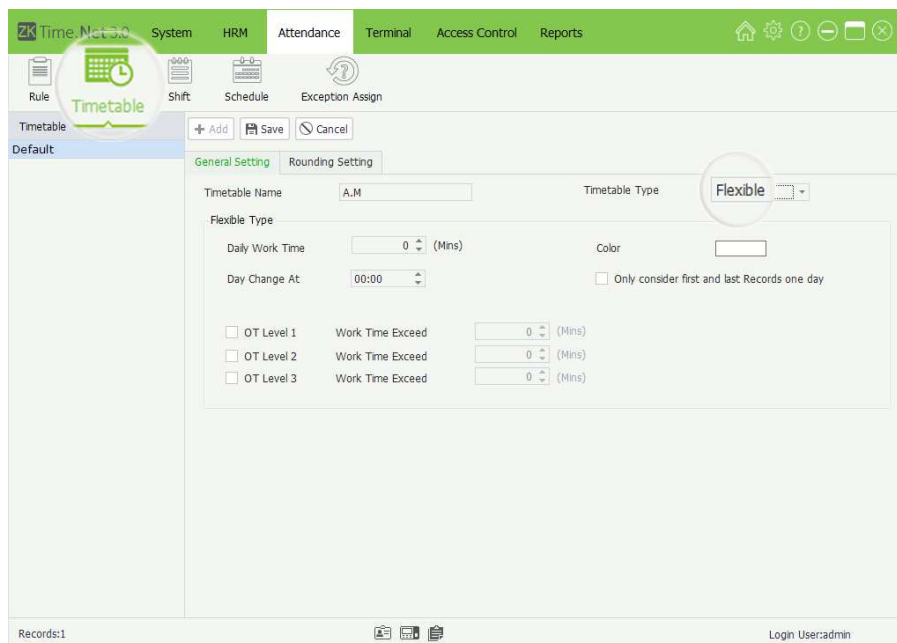 ZK Time.Net 3.0 System HRM Attendance Terminal Access Control Reports
Rule Timetable Shift Schedule Exception Assign
Timetable
Default
Add Save Cancel
General Setting Rounding Setting
Timetable Name A.M Timetable Type Flexible
Flexible Type
Daily Work Time 0 (Mins) Color
Day Change At 00:00 Only consider first and last Records one day
OT Level 1 Work Time Exceed 0 (Mins)
OT Level 2 Work Time Exceed 0 (Mins)
OT Level 3 Work Time Exceed 0 (Mins)
Records:1 Login User:admin